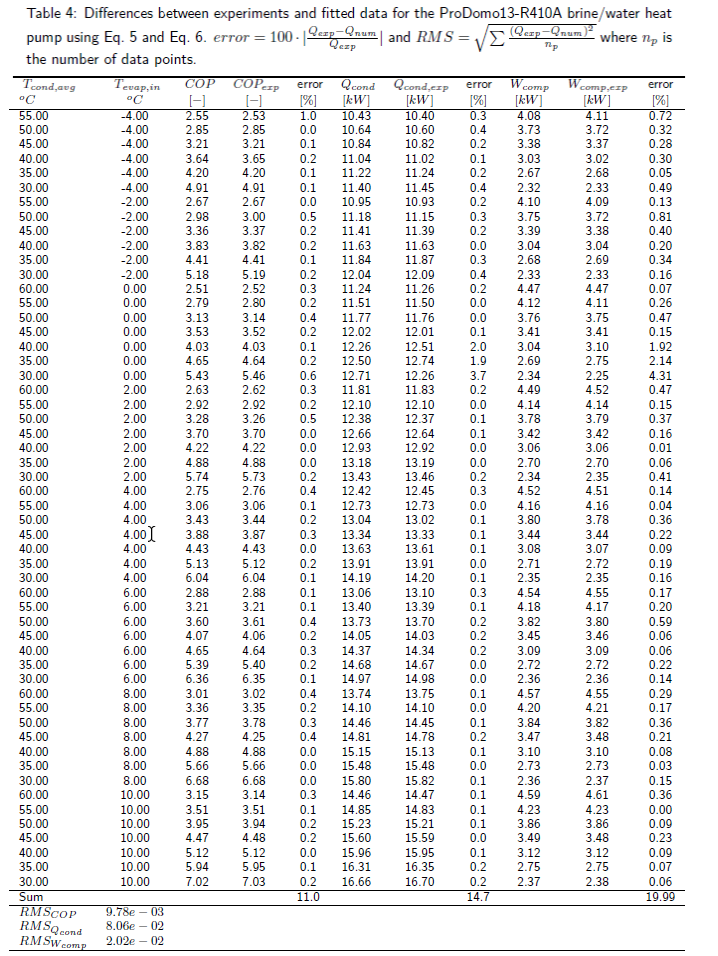 Table 4: Differences between experiments and fitted data for the ProDomo13-R410A brine/water heat
pump using Eq. 5 and Eq. 6. error = 100 · |(Qexp−Qnum)/Qexp| and RMS = √(∑ (Qexp−Qnum)²/np) where np is
the number of data points.
Tcond,avg Tevap,in COP COPexp error Qcond Qcond,exp error Wcomp Wcomp,exp error
°C °C [−] [−] [%] [kW] [kW] [%] [kW] [kW] [%]
55.00 -4.00 2.55 2.53 1.0 10.43 10.40 0.3 4.08 4.11 0.72
50.00 -4.00 2.85 2.85 0.0 10.64 10.60 0.4 3.73 3.72 0.32
45.00 -4.00 3.21 3.21 0.1 10.84 10.82 0.2 3.38 3.37 0.28
40.00 -4.00 3.64 3.65 0.2 11.04 11.02 0.1 3.03 3.02 0.30
35.00 -4.00 4.20 4.20 0.1 11.22 11.24 0.2 2.67 2.68 0.05
30.00 -4.00 4.91 4.91 0.1 11.40 11.45 0.4 2.32 2.33 0.49
55.00 -2.00 2.67 2.67 0.0 10.95 10.93 0.2 4.10 4.09 0.13
50.00 -2.00 2.98 3.00 0.5 11.18 11.15 0.3 3.75 3.72 0.81
45.00 -2.00 3.36 3.37 0.2 11.41 11.39 0.2 3.39 3.38 0.40
40.00 -2.00 3.83 3.82 0.2 11.63 11.63 0.0 3.04 3.04 0.20
35.00 -2.00 4.41 4.41 0.1 11.84 11.87 0.3 2.68 2.69 0.34
30.00 -2.00 5.18 5.19 0.2 12.04 12.09 0.4 2.33 2.33 0.16
60.00 0.00 2.51 2.52 0.3 11.24 11.26 0.2 4.47 4.47 0.07
55.00 0.00 2.79 2.80 0.2 11.51 11.50 0.0 4.12 4.11 0.26
50.00 0.00 3.13 3.14 0.4 11.77 11.76 0.0 3.76 3.75 0.47
45.00 0.00 3.53 3.52 0.2 12.02 12.01 0.1 3.41 3.41 0.15
40.00 0.00 4.03 4.03 0.1 12.26 12.51 2.0 3.04 3.10 1.92
35.00 0.00 4.65 4.64 0.2 12.50 12.74 1.9 2.69 2.75 2.14
30.00 0.00 5.43 5.46 0.6 12.71 12.26 3.7 2.34 2.25 4.31
60.00 2.00 2.63 2.62 0.3 11.81 11.83 0.2 4.49 4.52 0.47
55.00 2.00 2.92 2.92 0.2 12.10 12.10 0.0 4.14 4.14 0.15
50.00 2.00 3.28 3.26 0.5 12.38 12.37 0.1 3.78 3.79 0.37
45.00 2.00 3.70 3.70 0.0 12.66 12.64 0.1 3.42 3.42 0.16
40.00 2.00 4.22 4.22 0.0 12.93 12.92 0.0 3.06 3.06 0.01
35.00 2.00 4.88 4.88 0.0 13.18 13.19 0.0 2.70 2.70 0.06
30.00 2.00 5.74 5.73 0.2 13.43 13.46 0.2 2.34 2.35 0.41
60.00 4.00 2.75 2.76 0.4 12.42 12.45 0.3 4.52 4.51 0.14
55.00 4.00 3.06 3.06 0.1 12.73 12.73 0.0 4.16 4.16 0.04
50.00 4.00 3.43 3.44 0.2 13.04 13.02 0.1 3.80 3.78 0.36
45.00 4.00 3.88 3.87 0.3 13.34 13.33 0.1 3.44 3.44 0.22
40.00 4.00 4.43 4.43 0.0 13.63 13.61 0.1 3.08 3.07 0.09
35.00 4.00 5.13 5.12 0.2 13.91 13.91 0.0 2.71 2.72 0.19
30.00 4.00 6.04 6.04 0.1 14.19 14.20 0.1 2.35 2.35 0.16
60.00 6.00 2.88 2.88 0.1 13.06 13.10 0.3 4.54 4.55 0.17
55.00 6.00 3.21 3.21 0.1 13.40 13.39 0.1 4.18 4.17 0.20
50.00 6.00 3.60 3.61 0.4 13.73 13.70 0.2 3.82 3.80 0.59
45.00 6.00 4.07 4.06 0.2 14.05 14.03 0.2 3.45 3.46 0.06
40.00 6.00 4.65 4.64 0.3 14.37 14.34 0.2 3.09 3.09 0.06
35.00 6.00 5.39 5.40 0.2 14.68 14.67 0.0 2.72 2.72 0.22
30.00 6.00 6.36 6.35 0.1 14.97 14.98 0.0 2.36 2.36 0.14
60.00 8.00 3.01 3.02 0.4 13.74 13.75 0.1 4.57 4.55 0.29
55.00 8.00 3.36 3.35 0.2 14.10 14.10 0.0 4.20 4.21 0.17
50.00 8.00 3.77 3.78 0.3 14.46 14.45 0.1 3.84 3.82 0.36
45.00 8.00 4.27 4.25 0.4 14.81 14.78 0.2 3.47 3.48 0.21
40.00 8.00 4.88 4.88 0.0 15.15 15.13 0.1 3.10 3.10 0.08
35.00 8.00 5.66 5.66 0.0 15.48 15.48 0.0 2.73 2.73 0.03
30.00 8.00 6.68 6.68 0.0 15.80 15.82 0.1 2.36 2.37 0.15
60.00 10.00 3.15 3.14 0.3 14.46 14.47 0.1 4.59 4.61 0.36
55.00 10.00 3.51 3.51 0.1 14.85 14.83 0.1 4.23 4.23 0.00
50.00 10.00 3.95 3.94 0.2 15.23 15.21 0.1 3.86 3.86 0.09
45.00 10.00 4.47 4.48 0.2 15.60 15.59 0.0 3.49 3.48 0.23
40.00 10.00 5.12 5.12 0.0 15.96 15.95 0.1 3.12 3.12 0.09
35.00 10.00 5.94 5.95 0.1 16.31 16.35 0.2 2.75 2.75 0.07
30.00 10.00 7.02 7.03 0.2 16.66 16.70 0.2 2.37 2.38 0.06
Sum 11.0 14.7 19.99
RMSCOP 9.78e − 03
RMSQcond 8.06e − 02
RMSWcomp 2.02e − 02